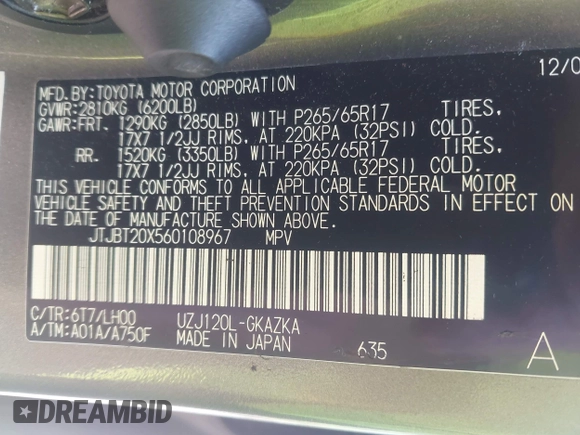 12/0
MFD.BY:TOYOTA MOTOR CORPORATION
GVWR:2810KG (6200LB)
GAWR:FRT. 1290KG (2850LB) WITH P265/65R17 TIRES,
17X7 1/2JJ RIMS, AT 220KPA (32PSI) COLD.
RR. 1520KG (3350LB) WITH P265/65R17 TIRES,
17X7 1/2JJ RIMS, AT 220KPA (32PSI) COLD.
THIS VEHICLE CONFORMS TO ALL APPLICABLE FEDERAL MOTOR
VEHICLE SAFETY AND THEFT PREVENTION STANDARDS IN EFFECT ON
THE DATE OF MANUFACTURE SHOWN ABOVE.
JTJBT20X560108967 MPV
C/TR:6T7/LH00 UZJ120L-GKAZKA
A/TM:A01A/A750F MADE IN JAPAN 635 A
DREAMBID